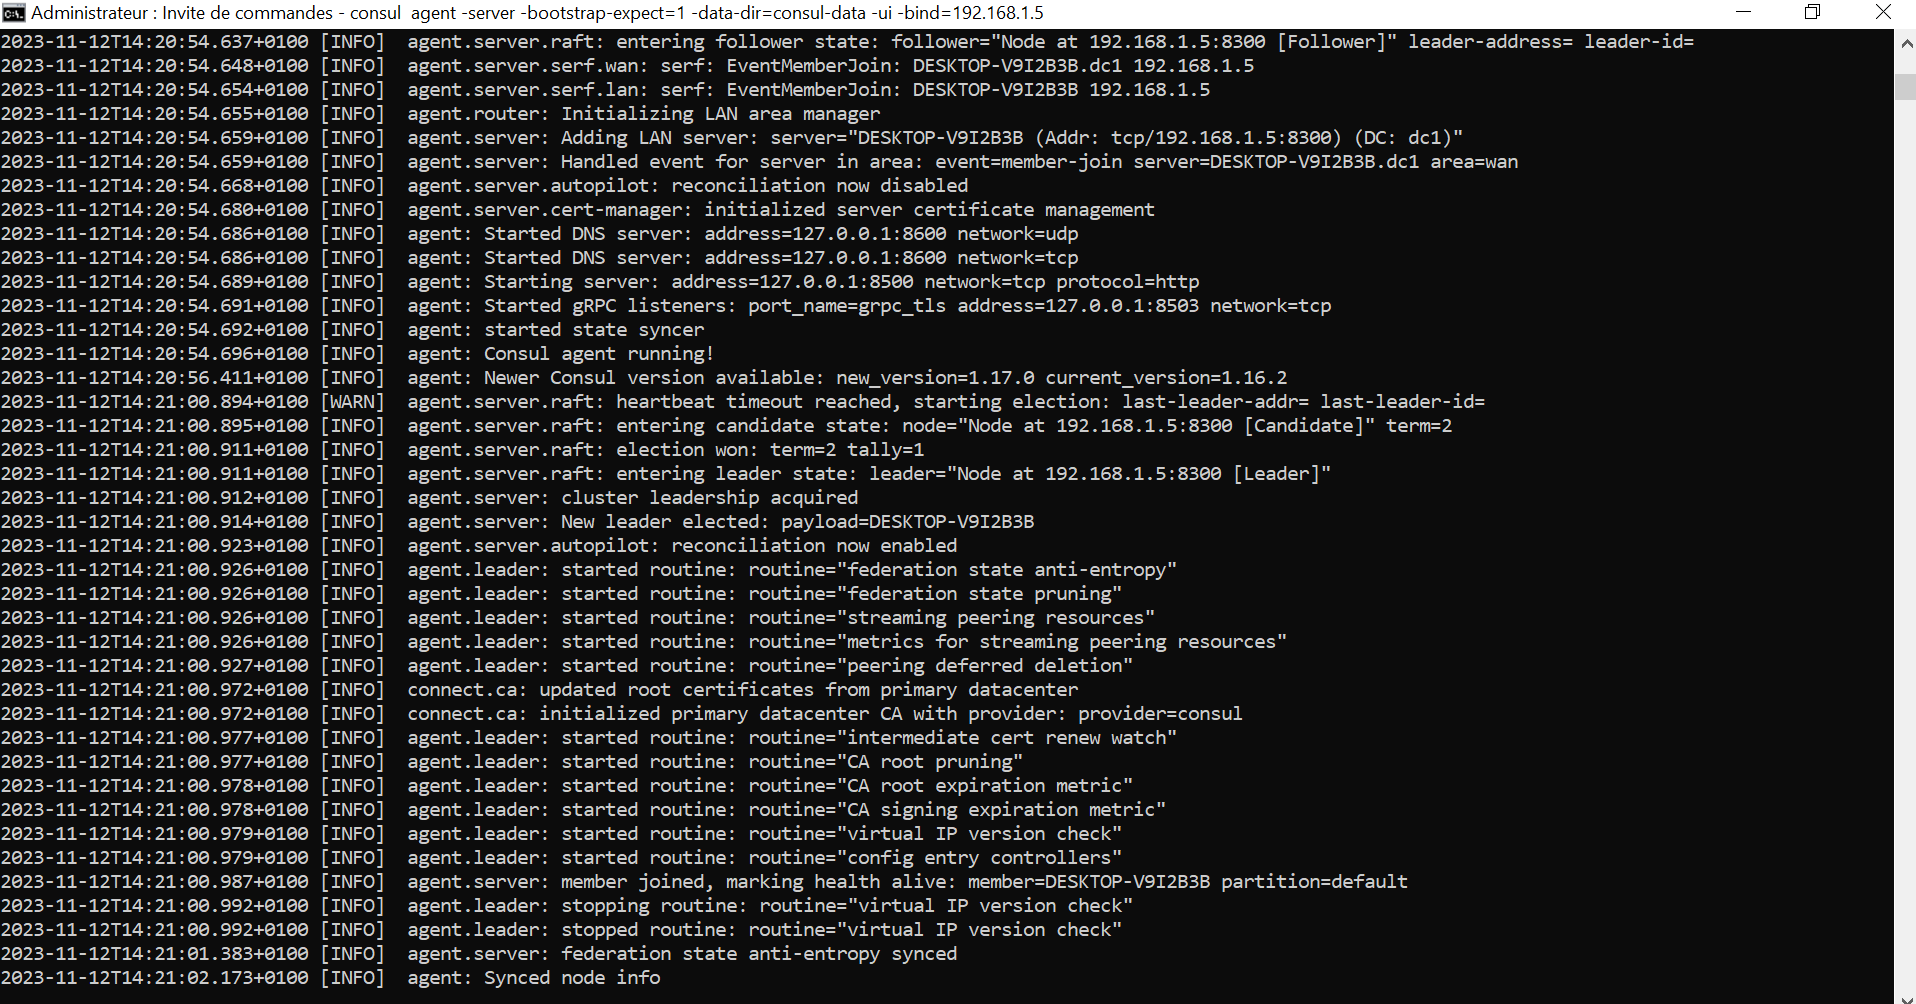 Administrateur : Invite de commandes - consul  agent -server -bootstrap-expect=1 -data-dir=consul-data -ui -bind=192.168.1.5
2023-11-12T14:20:54.637+0100 [INFO]  agent.server.raft: entering follower state: follower="Node at 192.168.1.5:8300 [Follower]" leader-address= leader-id=
2023-11-12T14:20:54.648+0100 [INFO]  agent.server.serf.wan: serf: EventMemberJoin: DESKTOP-V9I2B3B.dc1 192.168.1.5
2023-11-12T14:20:54.654+0100 [INFO]  agent.server.serf.lan: serf: EventMemberJoin: DESKTOP-V9I2B3B 192.168.1.5
2023-11-12T14:20:54.655+0100 [INFO]  agent.router: Initializing LAN area manager
2023-11-12T14:20:54.659+0100 [INFO]  agent.server: Adding LAN server: server="DESKTOP-V9I2B3B (Addr: tcp/192.168.1.5:8300) (DC: dc1)"
2023-11-12T14:20:54.659+0100 [INFO]  agent.server: Handled event for server in area: event=member-join server=DESKTOP-V9I2B3B.dc1 area=wan
2023-11-12T14:20:54.668+0100 [INFO]  agent.server.autopilot: reconciliation now disabled
2023-11-12T14:20:54.680+0100 [INFO]  agent.server.cert-manager: initialized server certificate management
2023-11-12T14:20:54.686+0100 [INFO]  agent: Started DNS server: address=127.0.0.1:8600 network=udp
2023-11-12T14:20:54.686+0100 [INFO]  agent: Started DNS server: address=127.0.0.1:8600 network=tcp
2023-11-12T14:20:54.689+0100 [INFO]  agent: Starting server: address=127.0.0.1:8500 network=tcp protocol=http
2023-11-12T14:20:54.691+0100 [INFO]  agent: Started gRPC listeners: port_name=grpc_tls address=127.0.0.1:8503 network=tcp
2023-11-12T14:20:54.692+0100 [INFO]  agent: started state syncer
2023-11-12T14:20:54.696+0100 [INFO]  agent: Consul agent running!
2023-11-12T14:20:56.411+0100 [INFO]  agent: Newer Consul version available: new_version=1.17.0 current_version=1.16.2
2023-11-12T14:21:00.894+0100 [WARN]  agent.server.raft: heartbeat timeout reached, starting election: last-leader-addr= last-leader-id=
2023-11-12T14:21:00.895+0100 [INFO]  agent.server.raft: entering candidate state: node="Node at 192.168.1.5:8300 [Candidate]" term=2
2023-11-12T14:21:00.911+0100 [INFO]  agent.server.raft: election won: term=2 tally=1
2023-11-12T14:21:00.911+0100 [INFO]  agent.server.raft: entering leader state: leader="Node at 192.168.1.5:8300 [Leader]"
2023-11-12T14:21:00.912+0100 [INFO]  agent.server: cluster leadership acquired
2023-11-12T14:21:00.914+0100 [INFO]  agent.server: New leader elected: payload=DESKTOP-V9I2B3B
2023-11-12T14:21:00.923+0100 [INFO]  agent.server.autopilot: reconciliation now enabled
2023-11-12T14:21:00.926+0100 [INFO]  agent.leader: started routine: routine="federation state anti-entropy"
2023-11-12T14:21:00.926+0100 [INFO]  agent.leader: started routine: routine="federation state pruning"
2023-11-12T14:21:00.926+0100 [INFO]  agent.leader: started routine: routine="streaming peering resources"
2023-11-12T14:21:00.926+0100 [INFO]  agent.leader: started routine: routine="metrics for streaming peering resources"
2023-11-12T14:21:00.927+0100 [INFO]  agent.leader: started routine: routine="peering deferred deletion"
2023-11-12T14:21:00.972+0100 [INFO]  connect.ca: updated root certificates from primary datacenter
2023-11-12T14:21:00.972+0100 [INFO]  connect.ca: initialized primary datacenter CA with provider: provider=consul
2023-11-12T14:21:00.977+0100 [INFO]  agent.leader: started routine: routine="intermediate cert renew watch"
2023-11-12T14:21:00.977+0100 [INFO]  agent.leader: started routine: routine="CA root pruning"
2023-11-12T14:21:00.978+0100 [INFO]  agent.leader: started routine: routine="CA root expiration metric"
2023-11-12T14:21:00.978+0100 [INFO]  agent.leader: started routine: routine="CA signing expiration metric"
2023-11-12T14:21:00.979+0100 [INFO]  agent.leader: started routine: routine="virtual IP version check"
2023-11-12T14:21:00.979+0100 [INFO]  agent.leader: started routine: routine="config entry controllers"
2023-11-12T14:21:00.987+0100 [INFO]  agent.server: member joined, marking health alive: member=DESKTOP-V9I2B3B partition=default
2023-11-12T14:21:00.992+0100 [INFO]  agent.leader: stopping routine: routine="virtual IP version check"
2023-11-12T14:21:00.992+0100 [INFO]  agent.leader: stopped routine: routine="virtual IP version check"
2023-11-12T14:21:01.383+0100 [INFO]  agent.server: federation state anti-entropy synced
2023-11-12T14:21:02.173+0100 [INFO]  agent: Synced node info